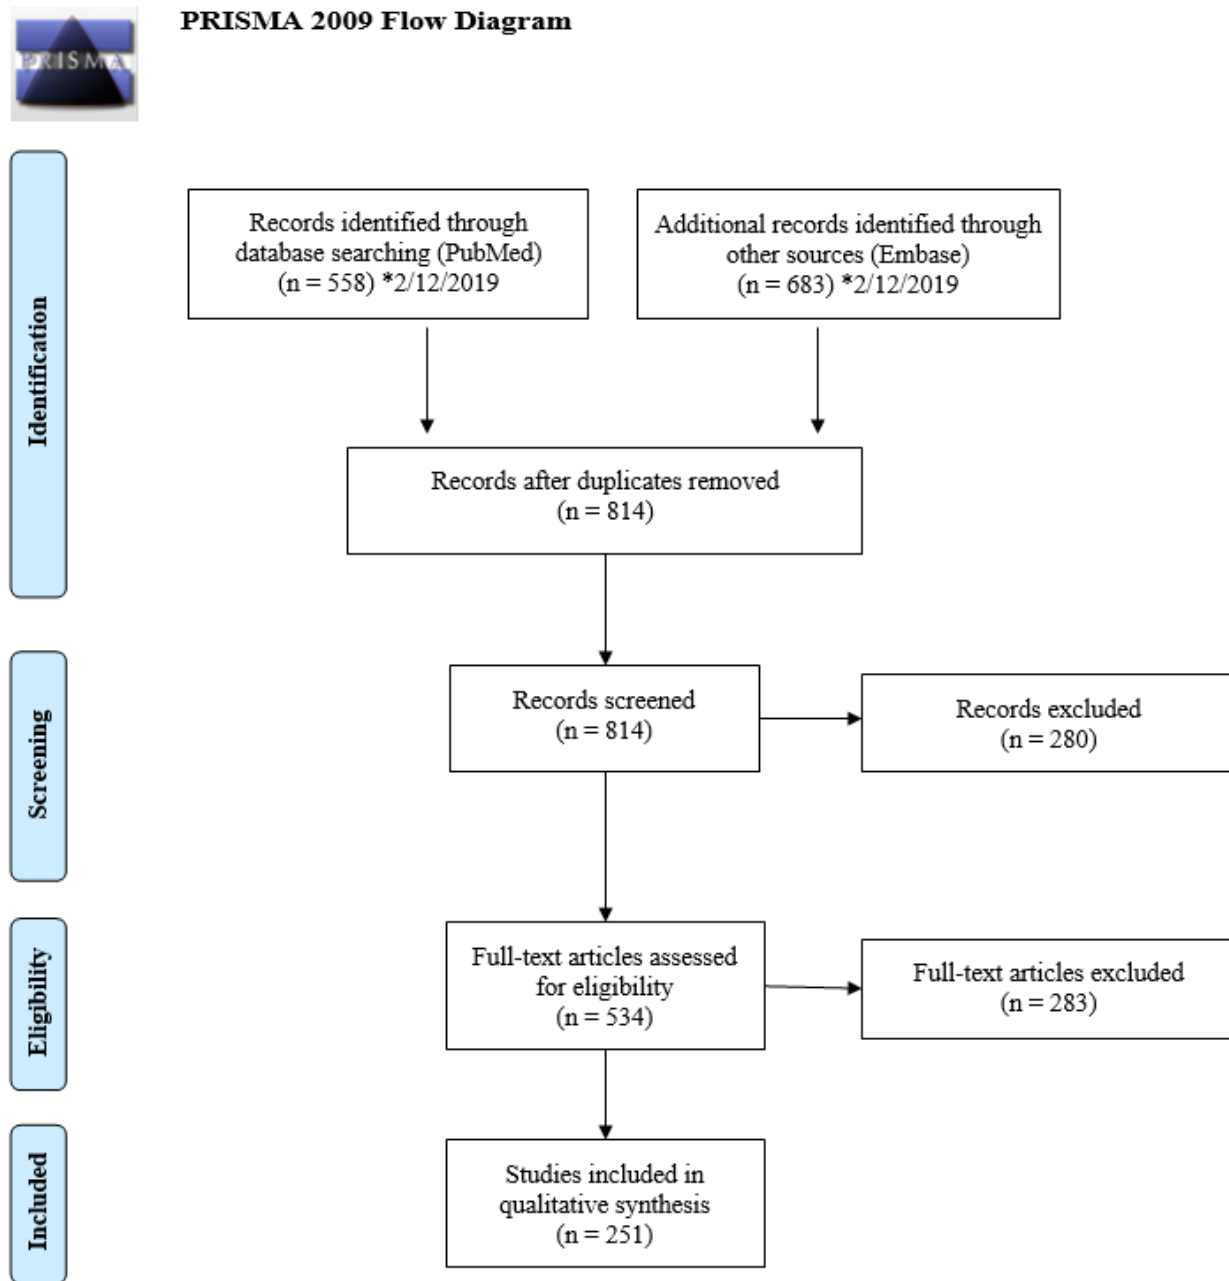 PRISMA 2009 Flow Diagram
PRISMA
Identification
Records identified through
database searching (PubMed)
(n = 558) *2/12/2019
Additional records identified through
other sources (Embase)
(n = 683) *2/12/2019
Records after duplicates removed
(n = 814)
Screening
Records screened
(n = 814)
Records excluded
(n = 280)
Eligibility
Full-text articles assessed
for eligibility
(n = 534)
Full-text articles excluded
(n = 283)
Included
Studies included in
qualitative synthesis
(n = 251)